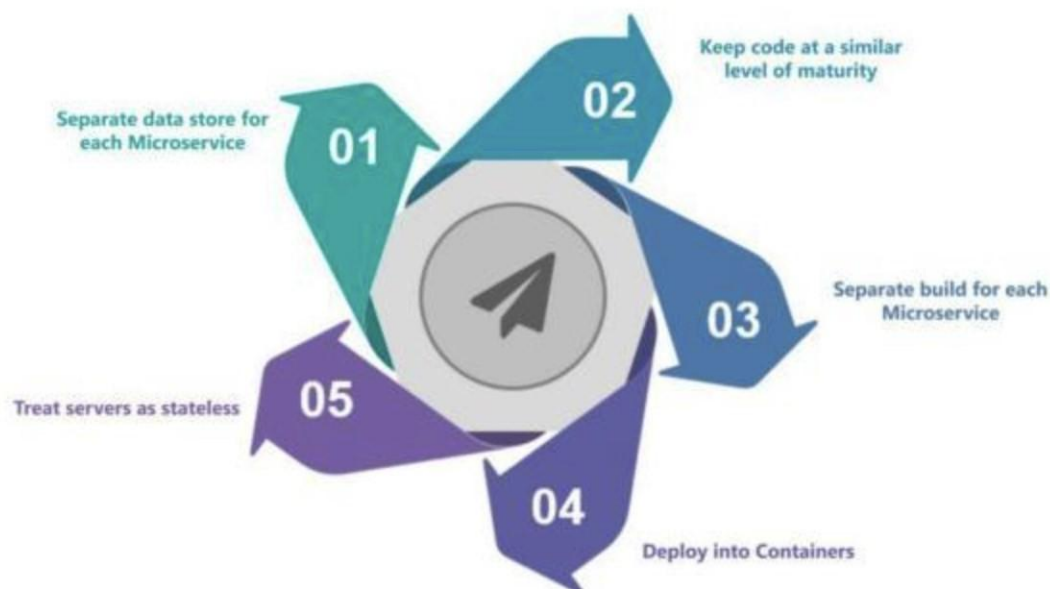 01
Separate data store for
each Microservice
02
Keep code at a similar
level of maturity
03
Separate build for each
Microservice
04
Deploy into Containers
05
Treat servers as stateless